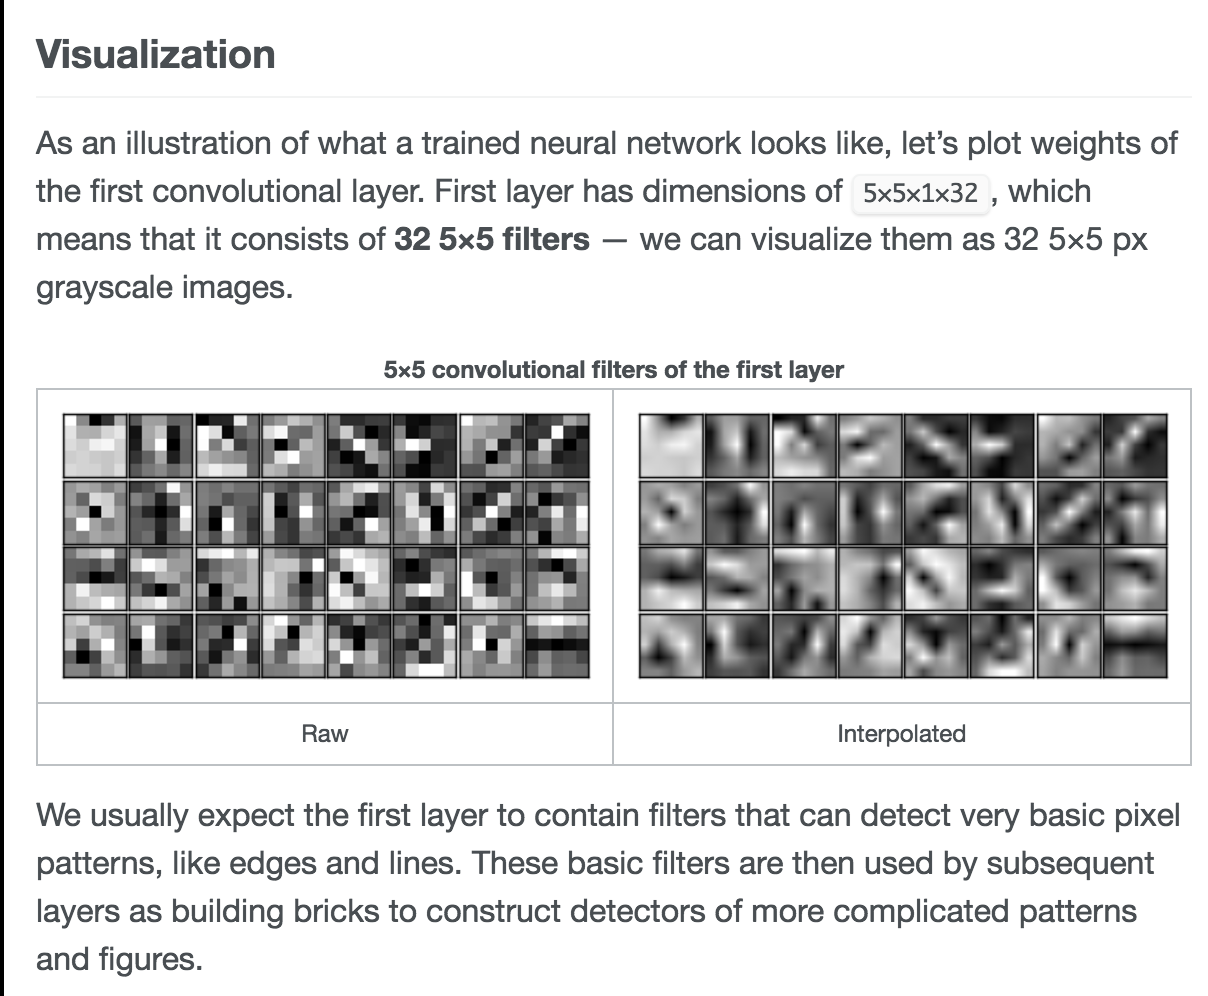 Visualization
As an illustration of what a trained neural network looks like, let’s plot weights of
the first convolutional layer. First layer has dimensions of 5×5×1×32, which
means that it consists of 32 5×5 filters — we can visualize them as 32 5×5 px
grayscale images.
5×5 convolutional filters of the first layer
Raw
Interpolated
We usually expect the first layer to contain filters that can detect very basic pixel
patterns, like edges and lines. These basic filters are then used by subsequent
layers as building bricks to construct detectors of more complicated patterns
and figures.